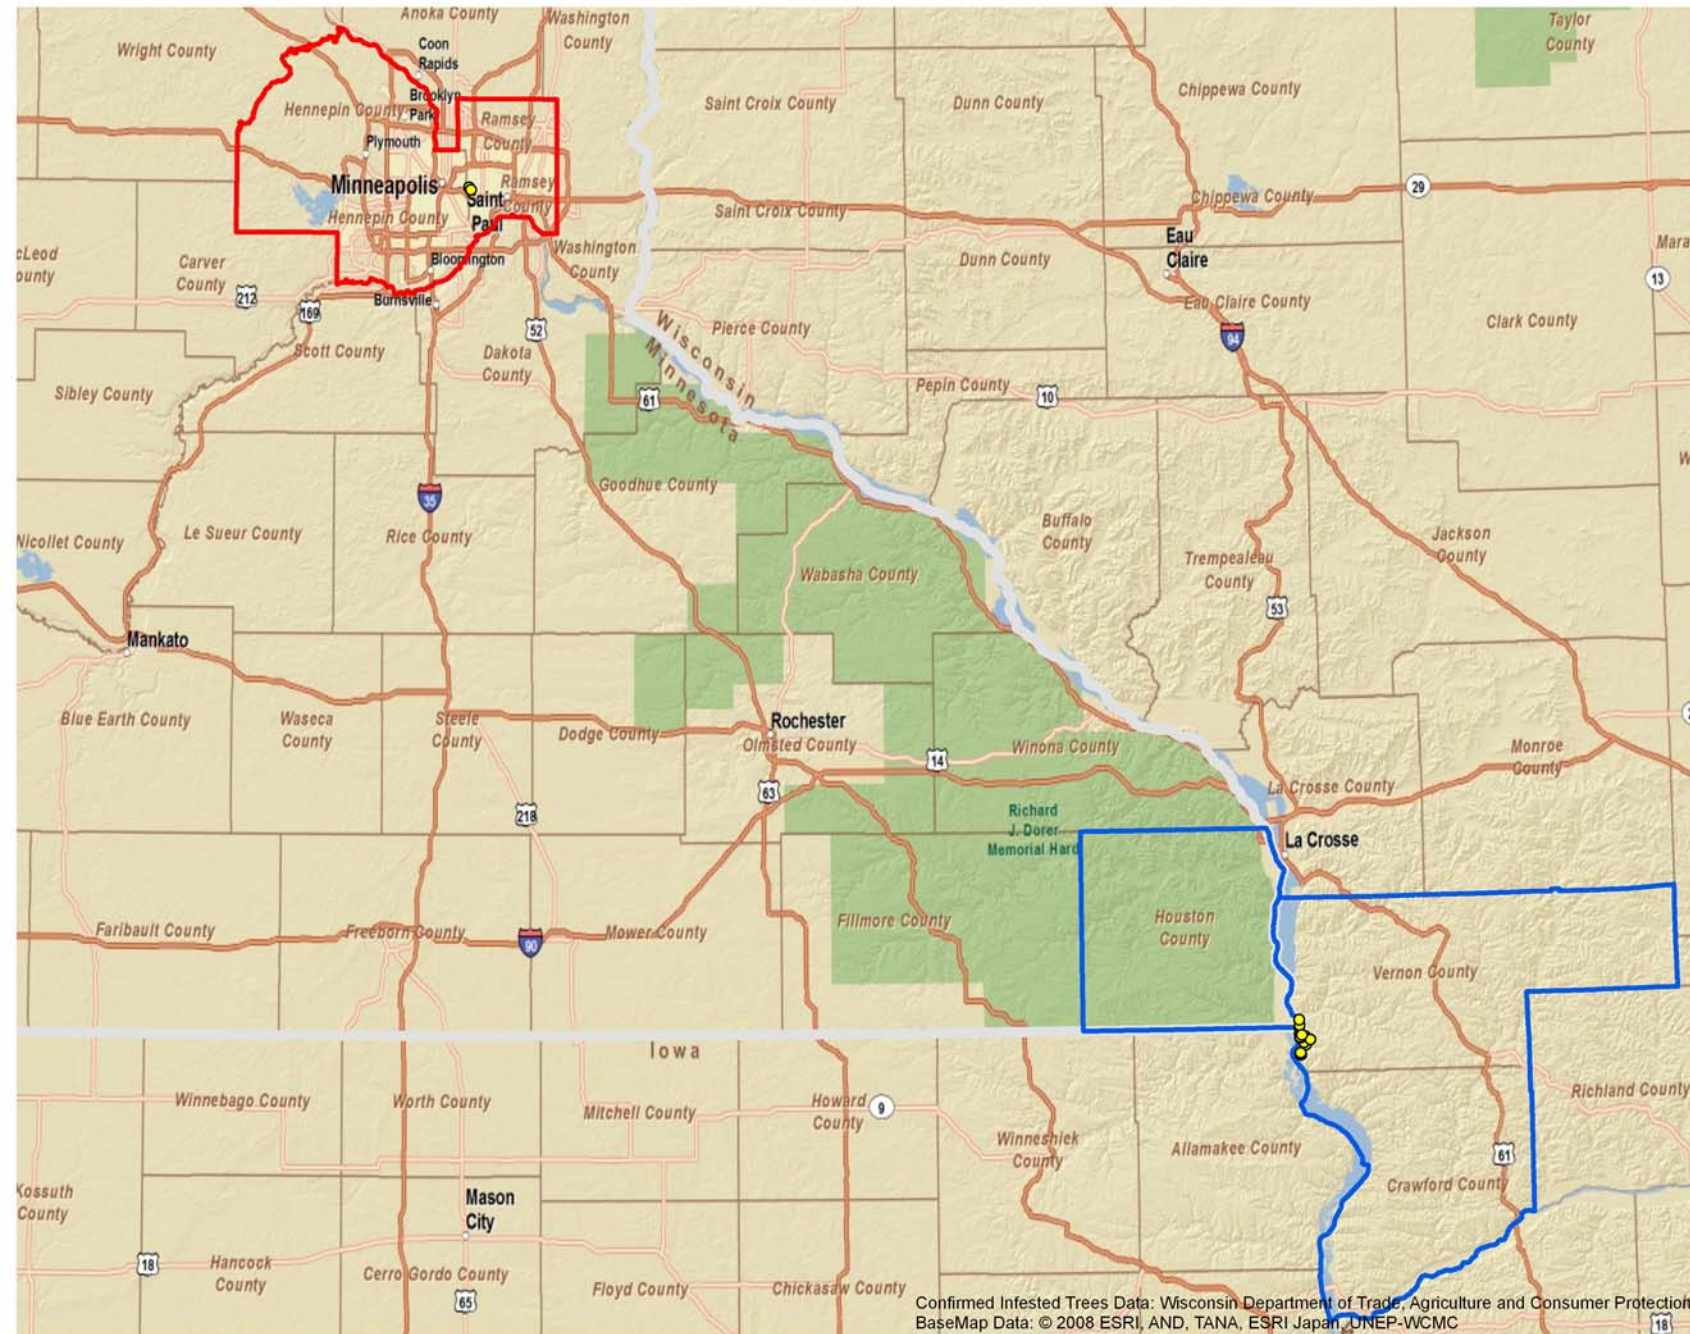 Anoka County
Washington
County
Taylor
County
Wright County
Coon
Rapids
Chippewa County
Brooklyn
Park
Hennepin County
Saint Croix County
Dunn County
Ramsey
County
Plymouth
Minneapolis
Ramsey
County
Saint
Paul
29
Chippewa County
Saint Croix County
Hennepin County
Eau
Claire
cLeod
ounty
Carver
County
Bloomington
Washington
County
Dunn County
Mara
13
212
169
Burnsville
Eau Claire County
Wisconsin
Minnesota
Pierce County
Clark County
52
94
Scott County
Dakota
County
Sibley County
61
Pepin County
10
Goodhue County
35
Nicollet County
Le Sueur County
Rice County
Buffalo
County
Jackson
County
Trempealeau
County
Wabasha County
53
Mankato
Blue Earth County
Waseca
County
Steele
County
Dodge County
Rochester
Olmsted County
14
Winona County
Monroe
County
63
218
La Crosse County
Richard
J. Dorer
Memorial Hard
La Crosse
Faribault County
Freeborn County
90
Mower County
Fillmore County
Houston
County
Vernon County
Iowa
Winnebago County
Worth County
Mitchell County
Howard
County
9
Richland County
Winneshiek
County
Allamakee County
61
Crawford County
Kossuth
County
Mason
City
18
Hancock
County
Cerro Gordo County
65
Floyd County
Chickasaw County
Confirmed Infested Trees Data: Wisconsin Department of Trade, Agriculture and Consumer Protection
BaseMap Data: © 2008 ESRI, AND, TANA, ESRI Japan, UNEP-WCMC
18